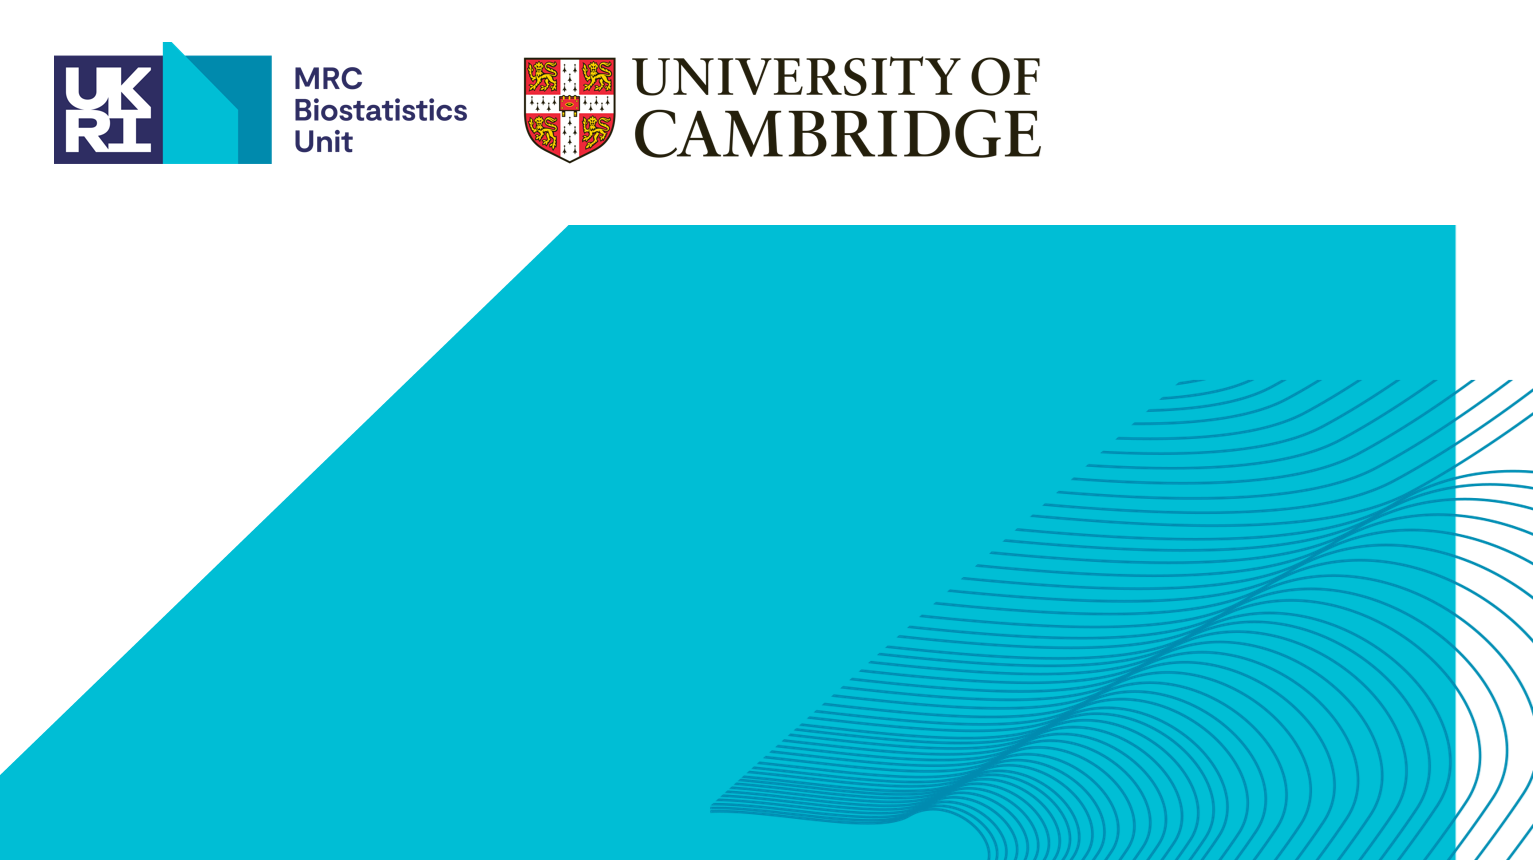 UK
RI
MRC
Biostatistics
Unit
UNIVERSITY OF
CAMBRIDGE